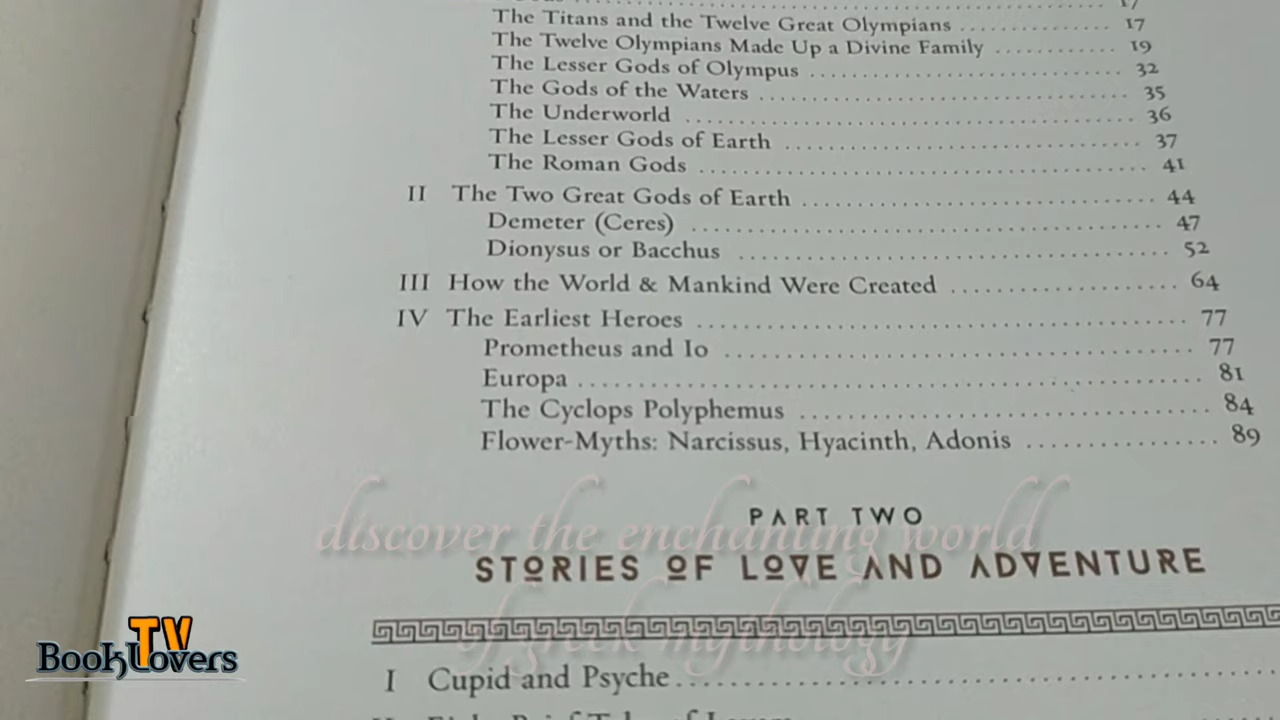 17
The Titans and the Twelve Great Olympians 17
The Twelve Olympians Made Up a Divine Family 19
The Lesser Gods of Olympus 32
The Gods of the Waters 35
The Underworld 36
The Lesser Gods of Earth 37
The Roman Gods 41
II The Two Great Gods of Earth 44
Demeter (Ceres) 47
Dionysus or Bacchus 52
III How the World & Mankind Were Created 64
IV The Earliest Heroes 77
Prometheus and Io 77
Europa 81
The Cyclops Polyphemus 84
Flower-Myths: Narcissus, Hyacinth, Adonis 89
PART TWO
discover the enchanting world
STORIES OF LOVE AND ADVENTURE
of greek mythology
TV
BookLovers
I Cupid and Psyche